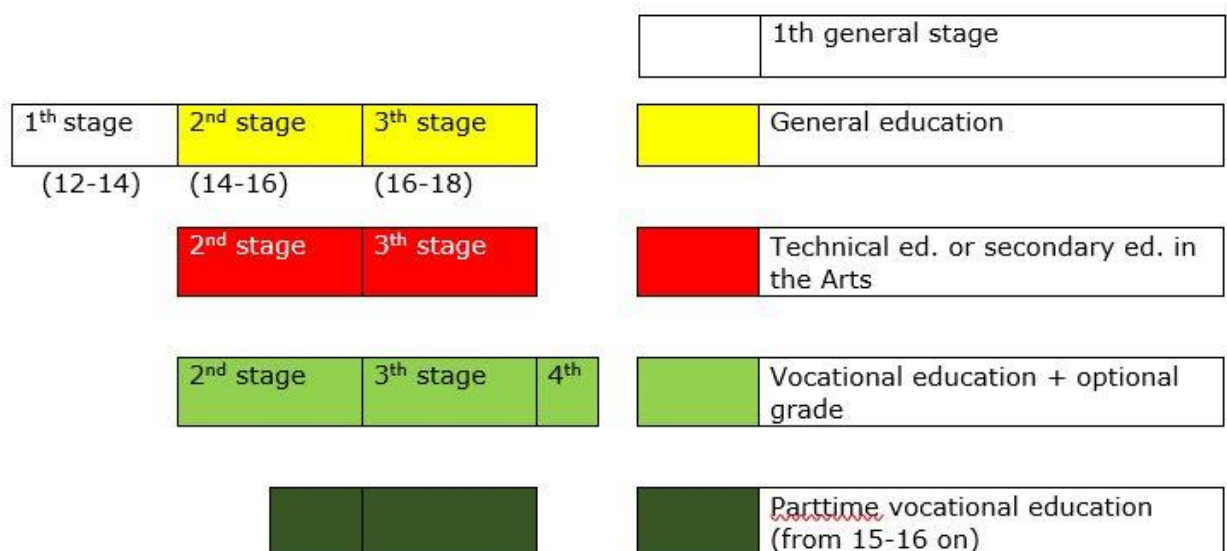 1th general stage
1th stage 2nd stage 3th stage General education
(12-14) (14-16) (16-18)
2nd stage 3th stage Technical ed. or secondary ed. in
the Arts
2nd stage 3th stage 4th Vocational education + optional
grade
Parttime vocational education
(from 15-16 on)